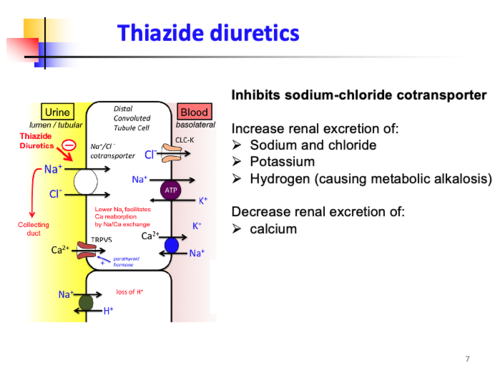 Thiazide diuretics
Urine
lumen / tubular
Thiazide
Diuretics
Distal
Convoluted
Tubule Cell
Blood
basolateral
Na⁺/Cl⁻
cotransporter
CLC-K
Cl⁻
Na⁺
Cl⁻
Na⁺
ATP
K⁺
Collecting
duct
Lower Naᵢ facilitates
Ca reabsorption
by Na/Ca exchange
K⁺
TRPV5
Ca²⁺
Ca²⁺
Na⁺
+
parathyroid
hormone
Na⁺
loss of H⁺
H⁺
Inhibits sodium-chloride cotransporter
Increase renal excretion of:
➢ Sodium and chloride
➢ Potassium
➢ Hydrogen (causing metabolic alkalosis)
Decrease renal excretion of:
➢ calcium
7